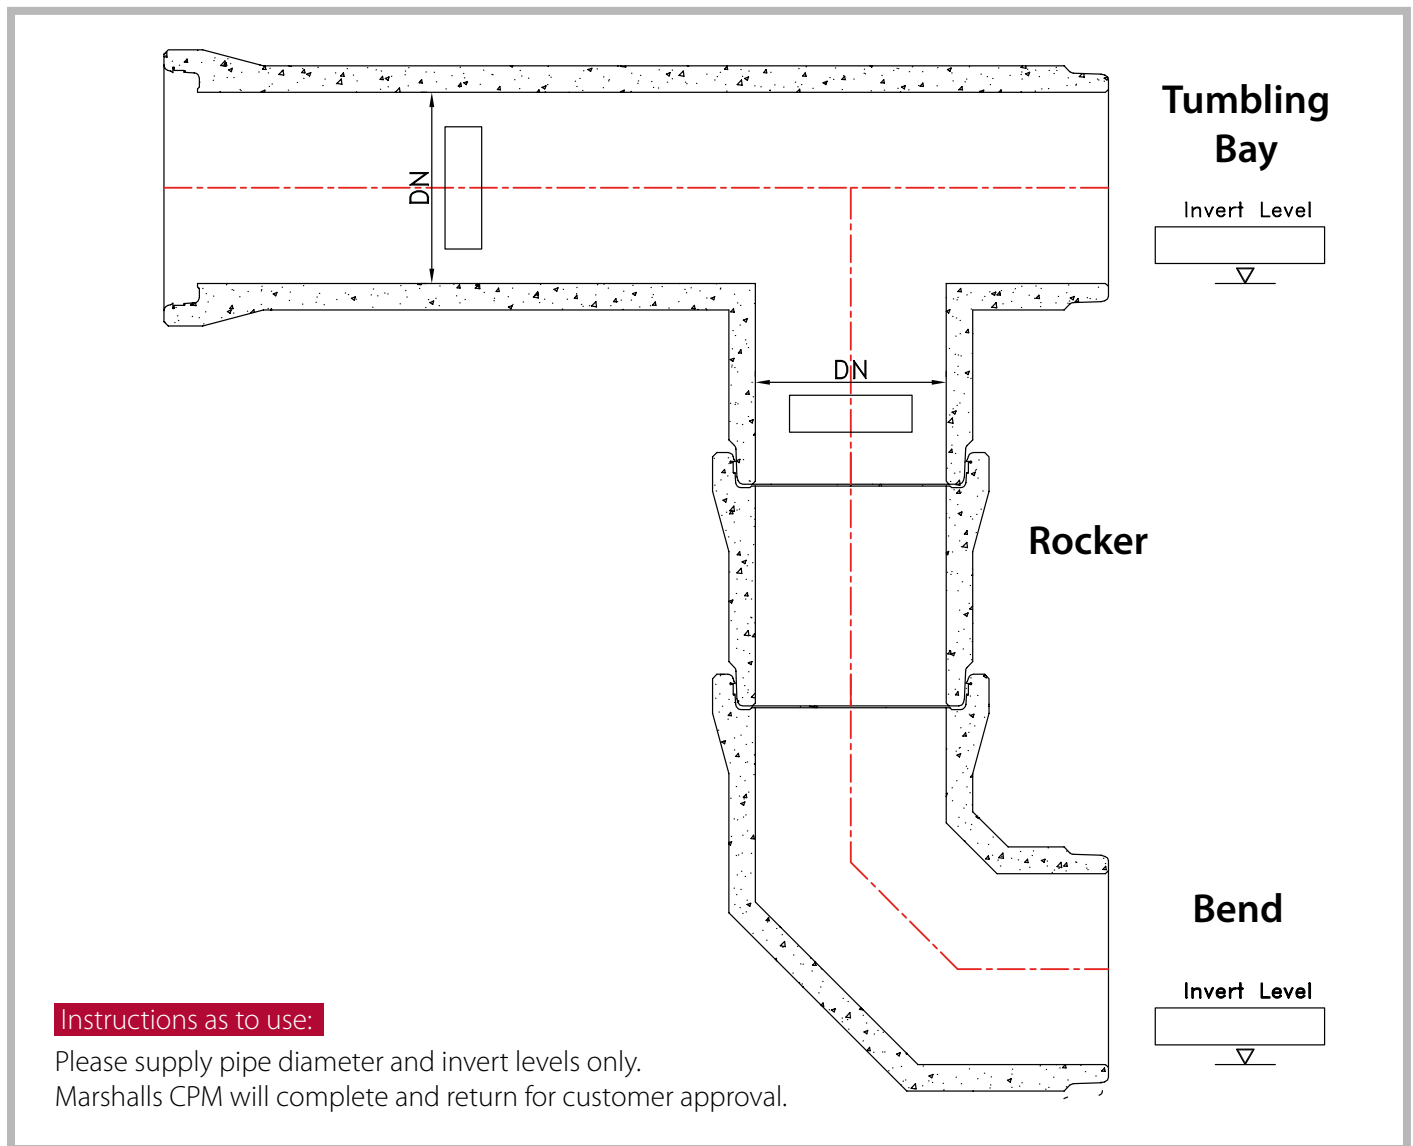 Tumbling
Bay
Invert Level
DN
DN
Rocker
Bend
Invert Level
Instructions as to use:
Please supply pipe diameter and invert levels only.
Marshalls CPM will complete and return for customer approval.